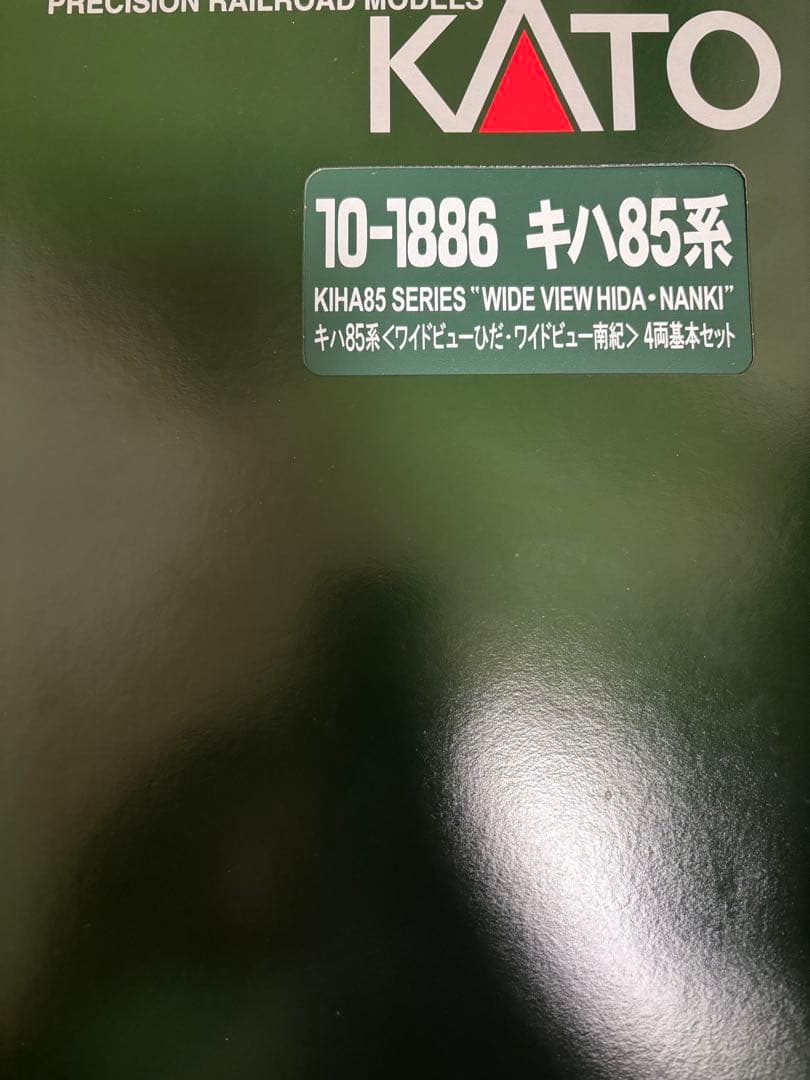 PRECISION RAILROAD MODELS
KATO
10-1886 キハ85系
KIHA85 SERIES “WIDE VIEW HIDA・NANKI”
キハ85系〈ワイドビューひだ・ワイドビュー南紀〉4両基本セット